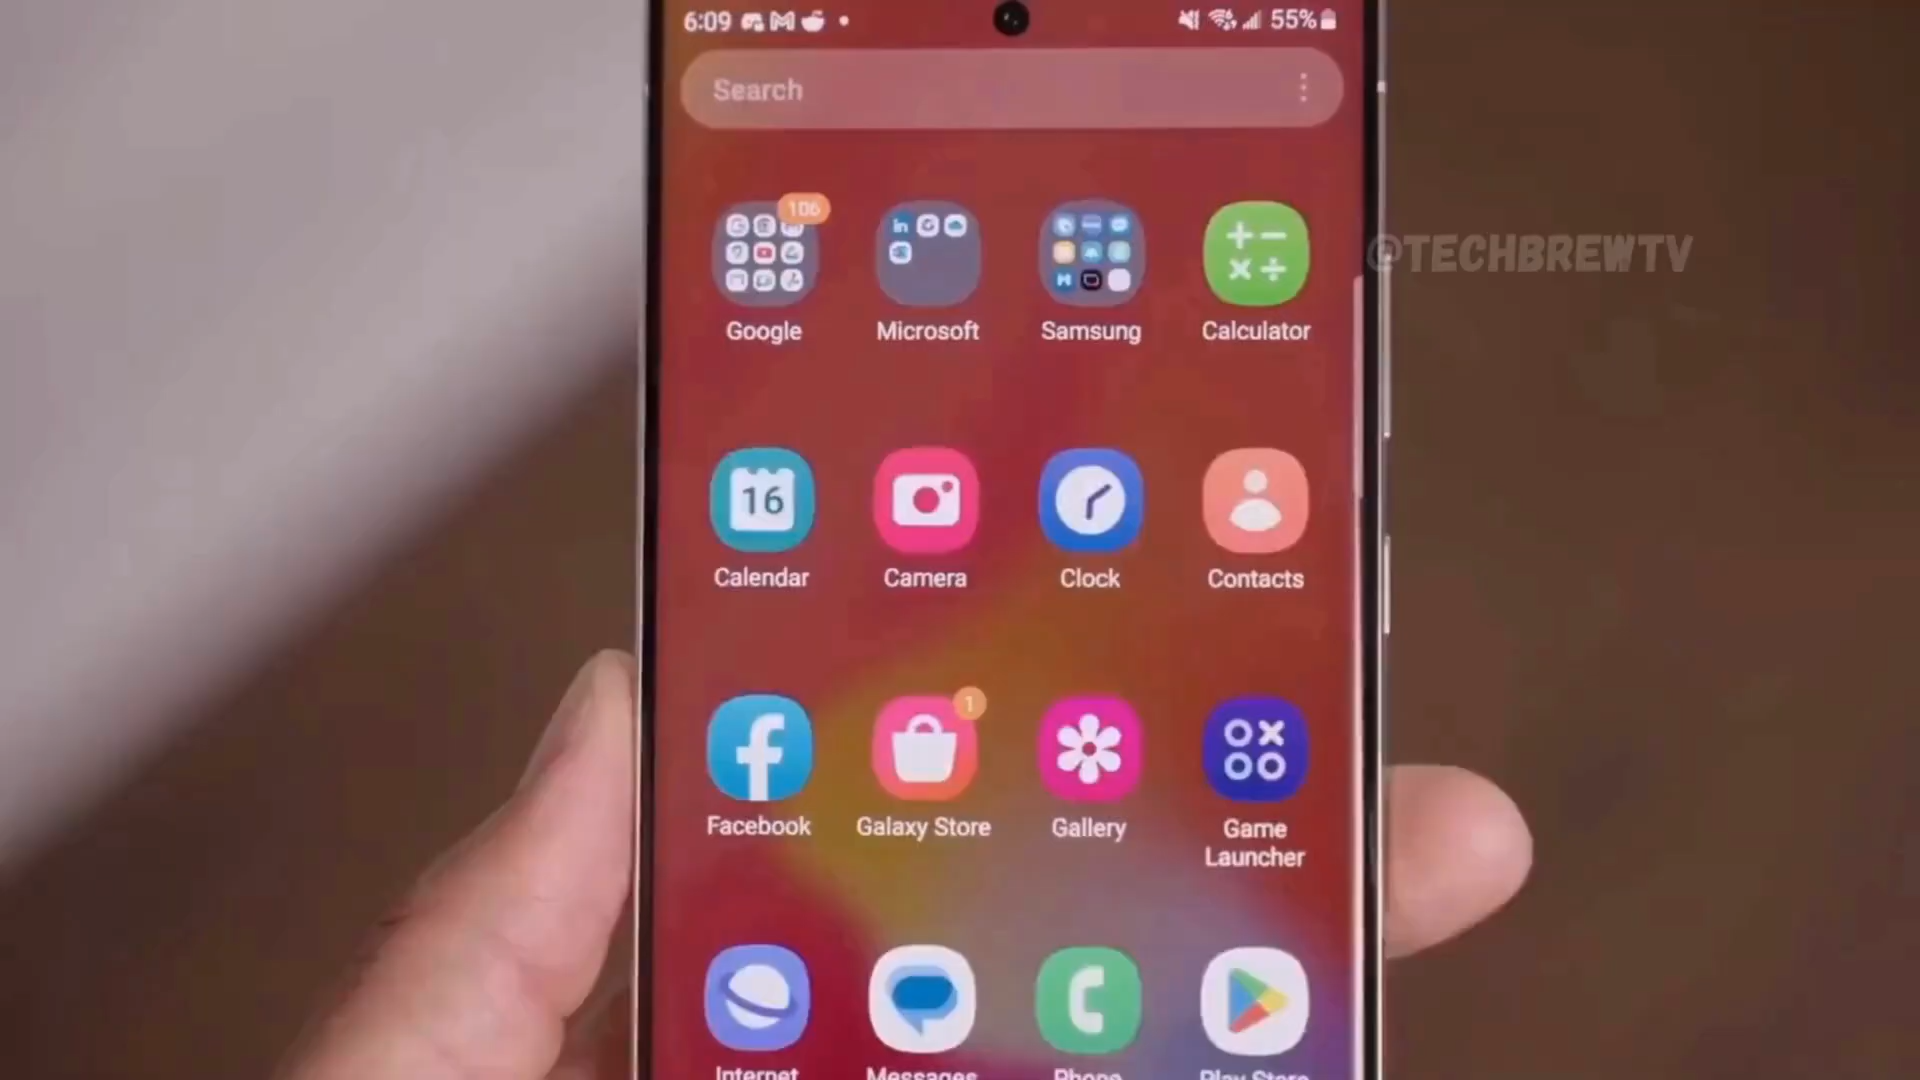 6:09
55%
Search
106
in
Google
Microsoft
Samsung
Calculator
@TECHBREWTV
16
Calendar
Camera
Clock
Contacts
1
Facebook
Galaxy Store
Gallery
Game
Launcher
Internet
Messages
Phone
Play Store